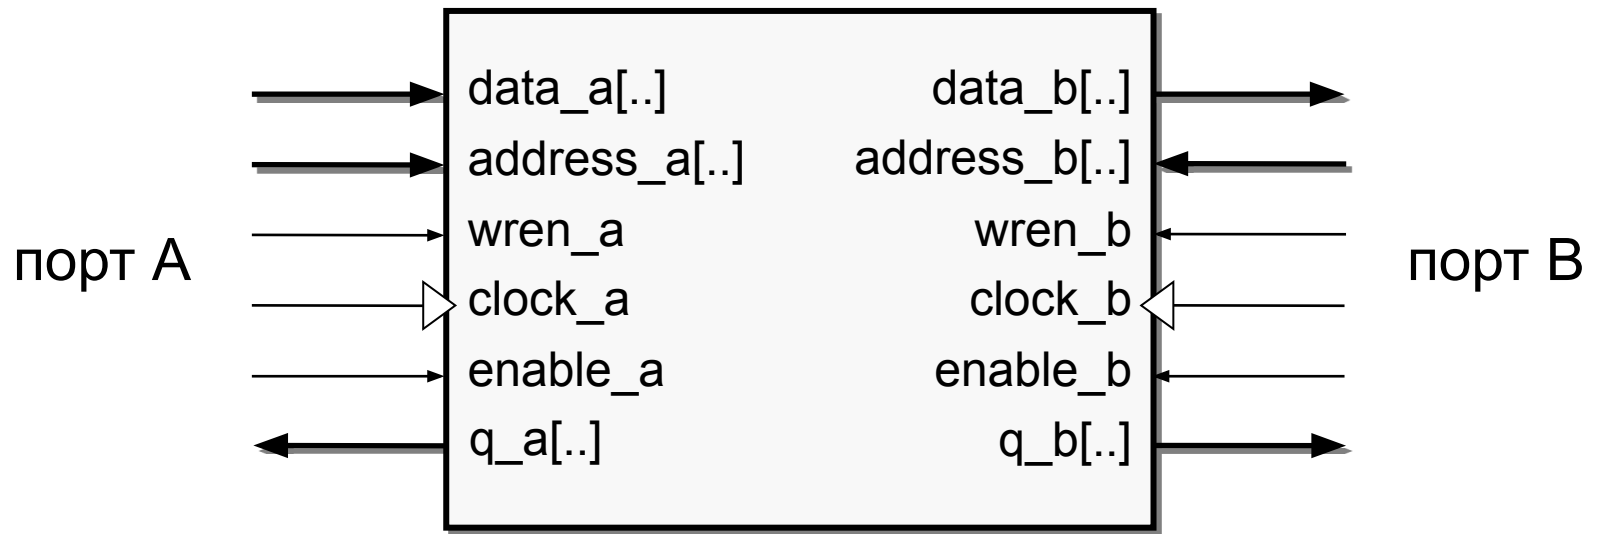 data_a[..] data_b[..]
address_a[..] address_b[..]
wren_a wren_b
порт A порт B
clock_a clock_b
enable_a enable_b
q_a[..] q_b[..]